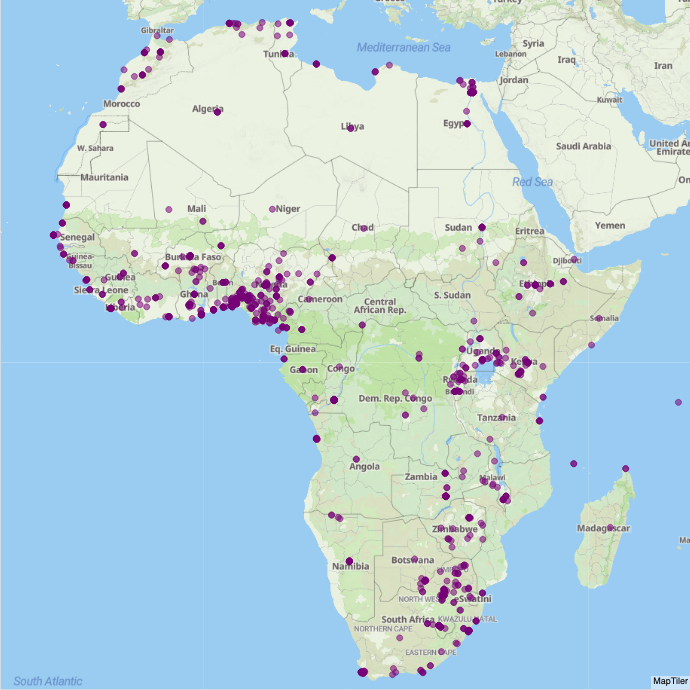 Turkey
Gibraltar
Mediterranean Sea
Syria
Lebanon
Iraq
Iran
Tunisia
Jordan
Kuwait
Morocco
Algeria
Libya
Egypt
Saudi Arabia
United Arab
Emirates
W. Sahara
Mauritania
Red Sea
Mali
Niger
Chad
Sudan
Eritrea
Yemen
Senegal
Guinea-
Bissau
Burkina Faso
Djibouti
Guinea
Sierra Leone
Ghana
Liberia
Cameroon
Central
African Rep.
S. Sudan
Ethiopia
Somalia
Eq. Guinea
Gabon
Congo
Uganda
Kenya
Rwanda
Burundi
Dem. Rep. Congo
Tanzania
Angola
Zambia
Malawi
Zimbabwe
Madagascar
Namibia
Botswana
LIMPOPO
NORTH WEST
eSwatini
South Africa
KWAZULU-NATAL
NORTHERN CAPE
EASTERN CAPE
South Atlantic
MapTiler